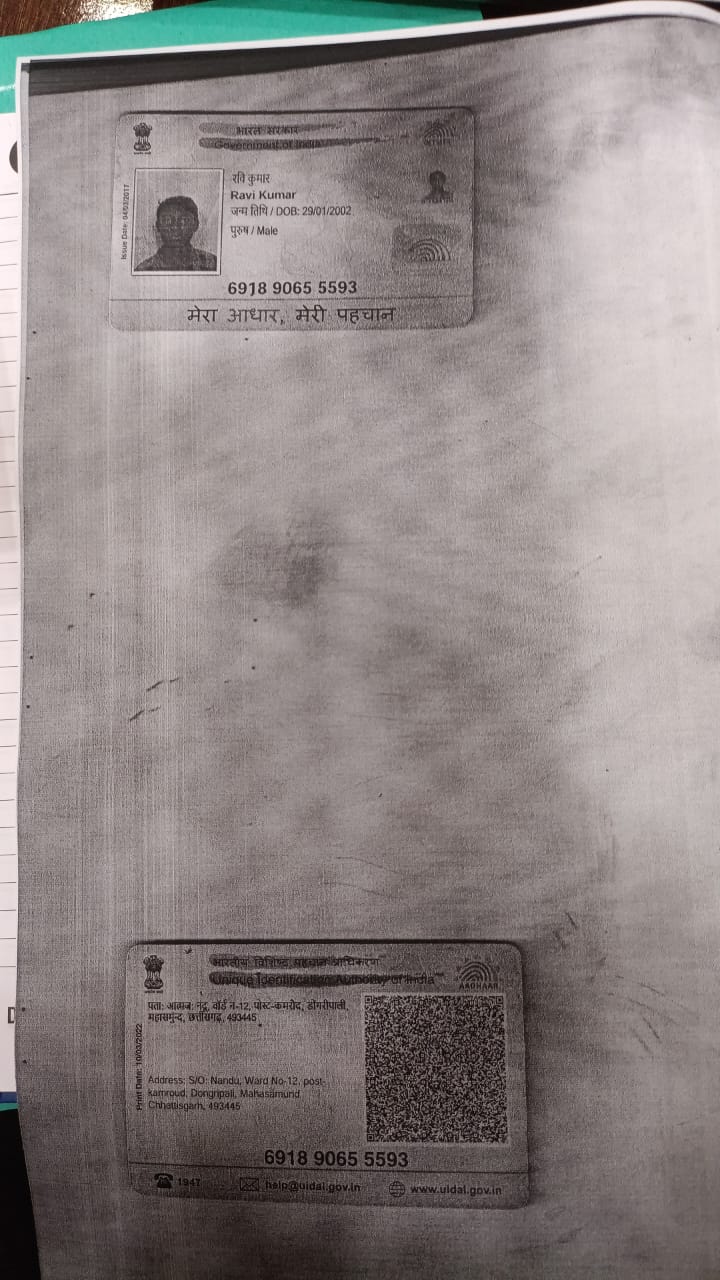 भारत सरकार
Government of India
Issue Date: 04/03/2017
रवि कुमार
Ravi Kumar
जन्म तिथि / DOB: 29/01/2002
पुरुष / Male
6918 9065 5593
मेरा आधार, मेरी पहचान
भारतीय विशिष्ट पहचान प्राधिकरण
Unique Identification Authority of India
AADHAAR
Print Date: 10/03/2022
पता: आत्मज: नंदू, वॉर्ड न-12, पोस्ट-कमरौद, डोंगरीपाली,
महासमुन्द, छत्तीसगढ़, 493445
Address: S/O: Nandu, Ward No-12, post-
kamroud, Dongripali, Mahasamund
Chhattisgarh, 493445
6918 9065 5593
1947 help@uidai.gov.in www.uidai.gov.in